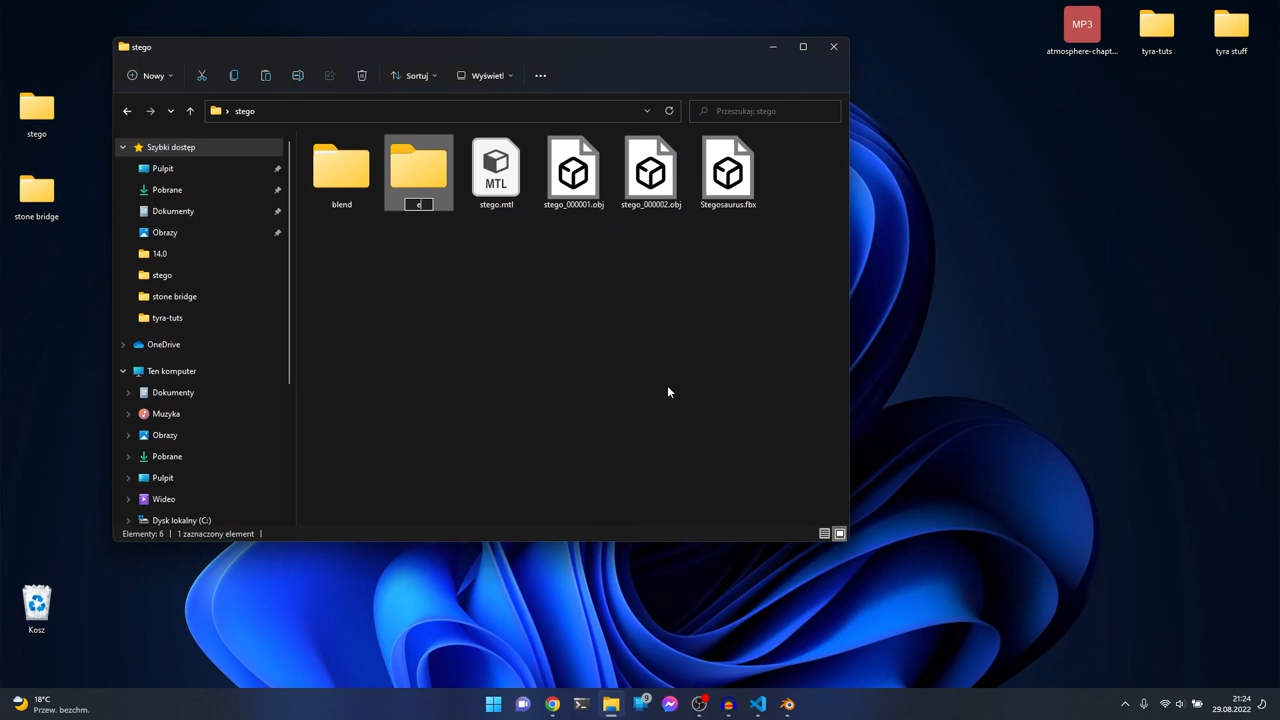 MP3
atmosphere-chapt...
tyra-tuts
tyra stuff
stego
stone bridge
Kosz
stego
Nowy
Sortuj
Wyświetl
stego
Przeszukaj: stego
Szybki dostęp
Pulpit
Pobrane
Dokumenty
Obrazy
14.0
stego
stone bridge
tyra-tuts
OneDrive
Ten komputer
Dokumenty
Muzyka
Obrazy
Pobrane
Pulpit
Wideo
Dysk lokalny (C:)
blend
e
MTL
stego.mtl
stego_000001.obj
stego_000002.obj
Stegosaurus.fbx
Elementy: 6
1 zaznaczony element
18°C
Przew. bezchm.
9
21:24
29.08.2022